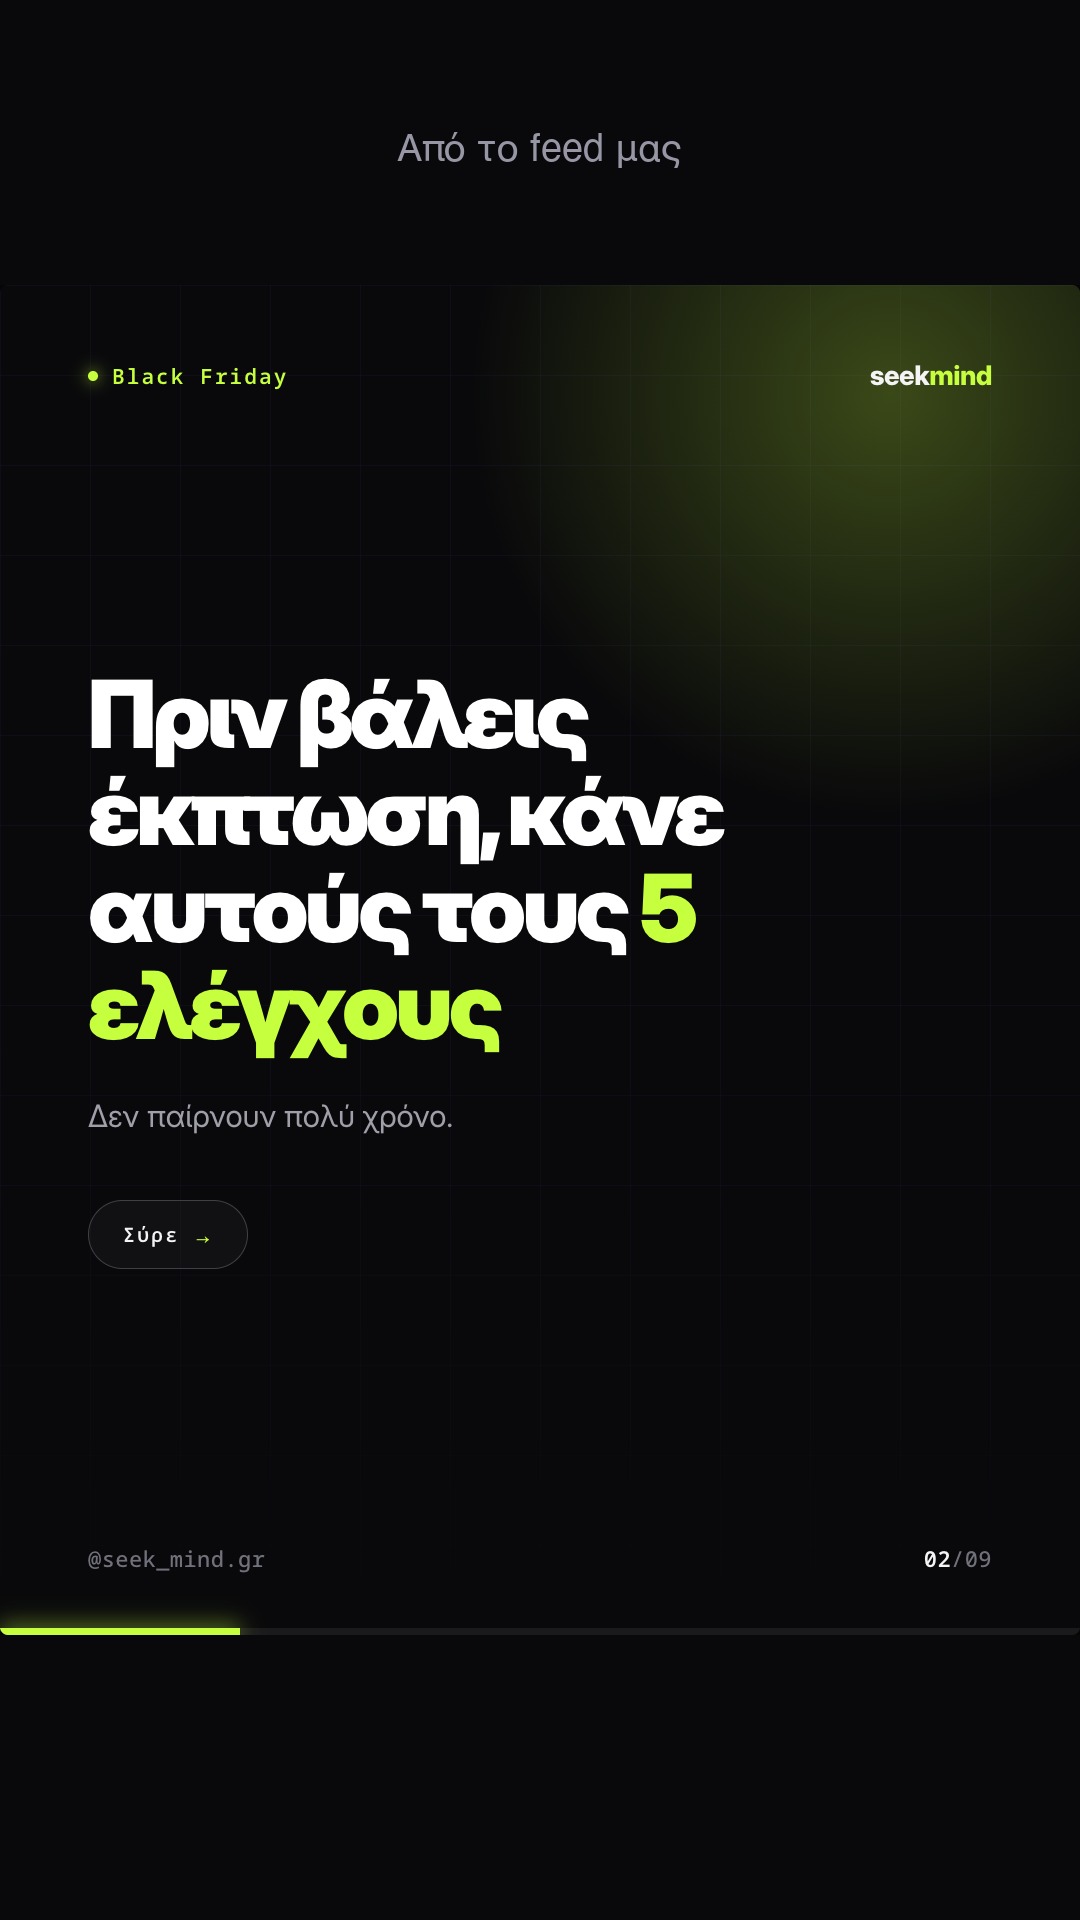 Από το feed μας
Black Friday
seekmind
Πριν βάλεις
έκπτωση, κάνε
αυτούς τους 5
ελέγχους
Δεν παίρνουν πολύ χρόνο.
Σύρε →
@seek_mind.gr
02/09